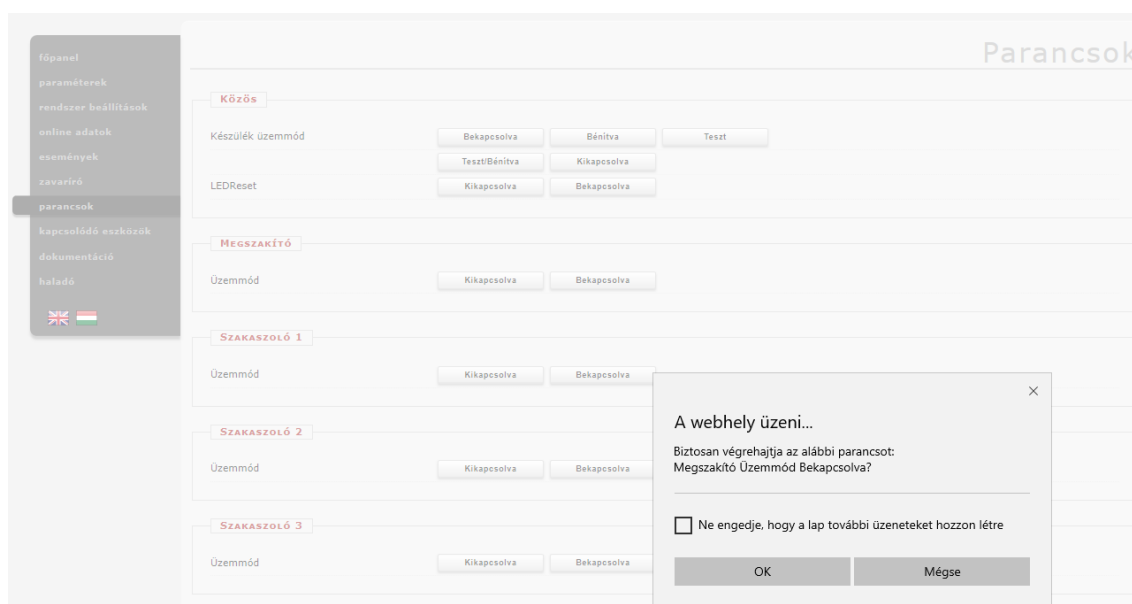 Parancsok
főpanel
paraméterek
rendszer beállítások
online adatok
események
zavaríró
parancsok
kapcsolódó eszközök
dokumentáció
haladó
Közös
Készülék üzemmód
Bekapcsolva
Bénítva
Teszt
Teszt/Bénítva
Kikapcsolva
LEDReset
Kikapcsolva
Bekapcsolva
Megszakító
Üzemmód
Kikapcsolva
Bekapcsolva
Szakaszoló 1
Üzemmód
Kikapcsolva
Bekapcsolva
Szakaszoló 2
Üzemmód
Kikapcsolva
Bekapcsolva
Szakaszoló 3
Üzemmód
Kikapcsolva
Bekapcsolva
A webhely üzeni...
Biztosan végrehajtja az alábbi parancsot:
Megszakító Üzemmód Bekapcsolva?
Ne engedje, hogy a lap további üzeneteket hozzon létre
OK
Mégse